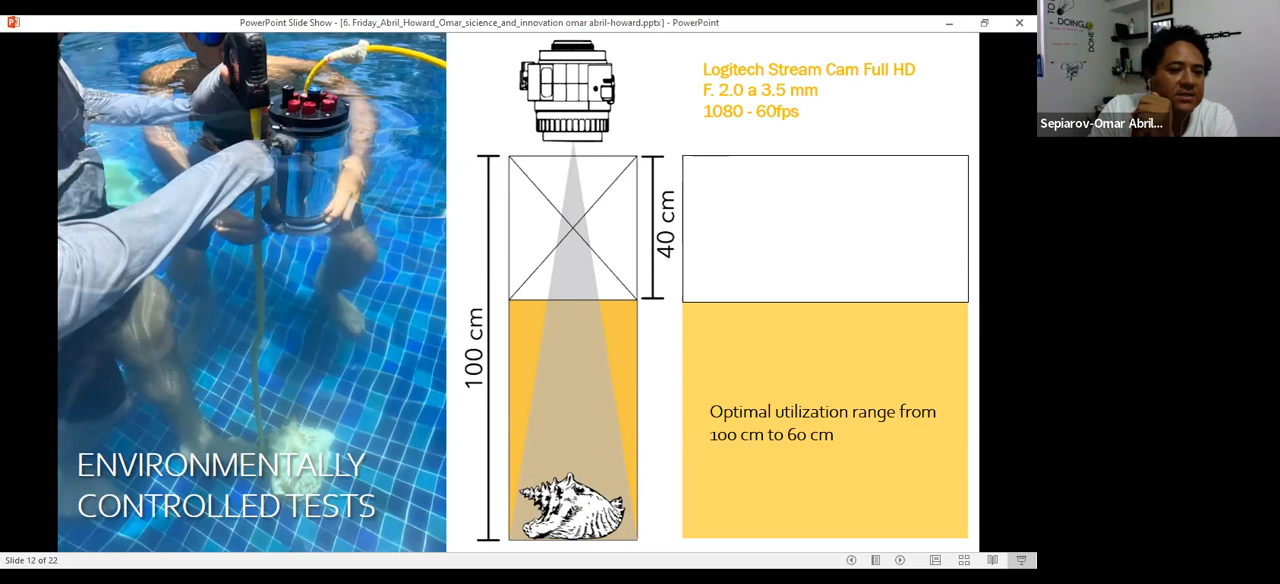 PowerPoint Slide Show - [6. Friday_Abril_Howard_Omar_sicience_and_innovation omar abril-howard.pptx] - PowerPoint
DOING
DONE
Sepiarov-Omar Abril...
Logitech Stream Cam Full HD
F. 2.0 a 3.5 mm
1080 - 60fps
40 cm
100 cm
Optimal utilization range from
100 cm to 60 cm
ENVIRONMENTALLY
CONTROLLED TESTS
Slide 12 of 22